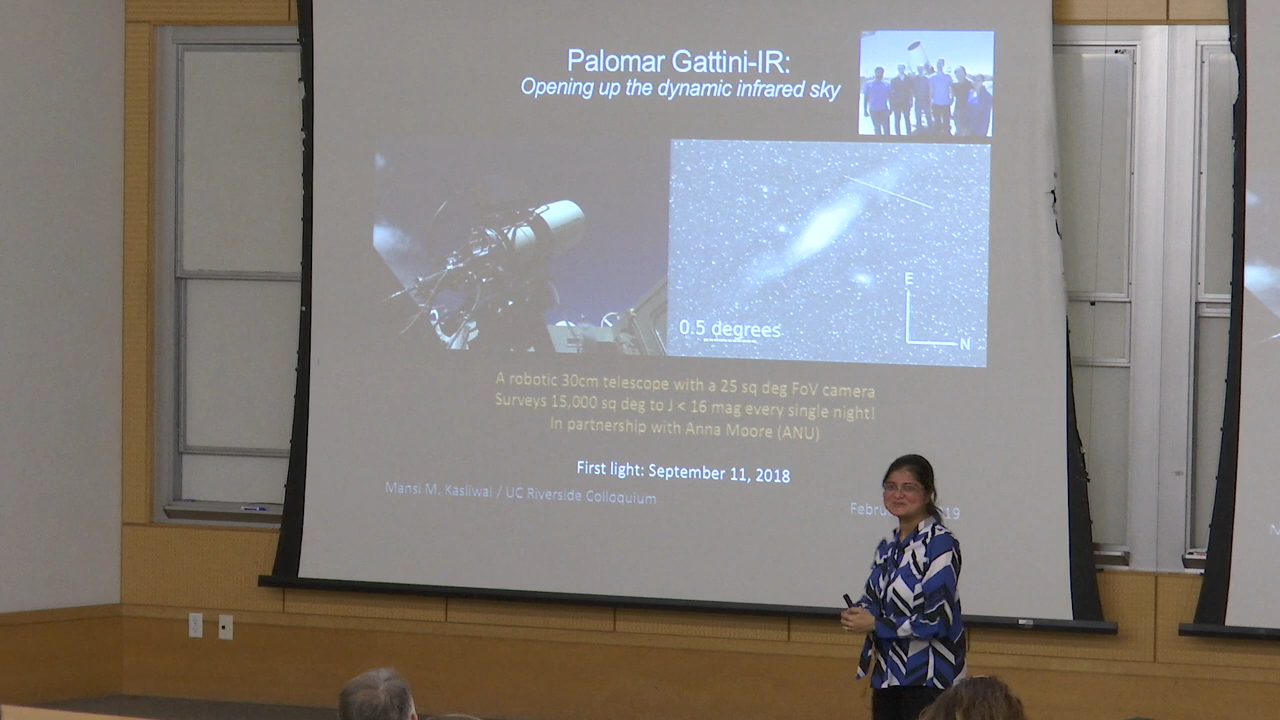 Palomar Gattini-IR:
Opening up the dynamic infrared sky
E
0.5 degrees
N
A robotic 30cm telescope with a 25 sq deg FoV camera
Surveys 15,000 sq deg to J < 16 mag every single night!
In partnership with Anna Moore (ANU)
First light: September 11, 2018
Mansi M. Kasliwal / UC Riverside Colloquium